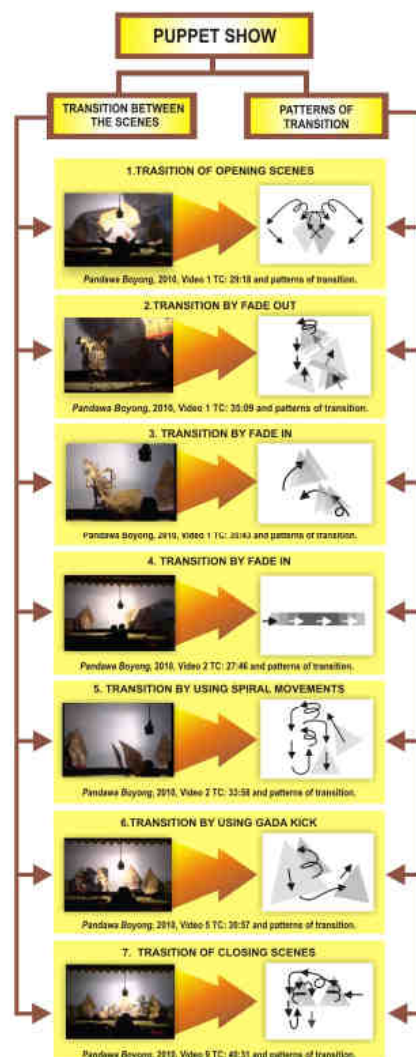 PUPPET SHOW
TRANSITION BETWEEN
THE SCENES
PATTERNS OF
TRANSITION
1.TRASITION OF OPENING SCENES
Pandawa Boyong, 2010, Video 1 TC: 29:18 and patterns of transition.
2.TRANSITION BY FADE OUT
Pandawa Boyong, 2010, Video 1 TC: 35:09 and patterns of transition.
3. TRANSITION BY FADE IN
Pandawa Boyong, 2010, Video 1 TC: 35:43 and patterns of transition.
4. TRANSITION BY FADE IN
Pandawa Boyong, 2010, Video 2 TC: 27:46 and patterns of transition.
5. TRANSITION BY USING SPIRAL MOVEMENTS
Pandawa Boyong, 2010, Video 2 TC: 33:58 and patterns of transition.
6.TRANSITION BY USING GADA KICK
Pandawa Boyong, 2010, Video 5 TC: 30:57 and patterns of transition.
7. TRASITION OF CLOSING SCENES
Pandawa Boyong, 2010, Video TC: 40:31 and patterns of transition.